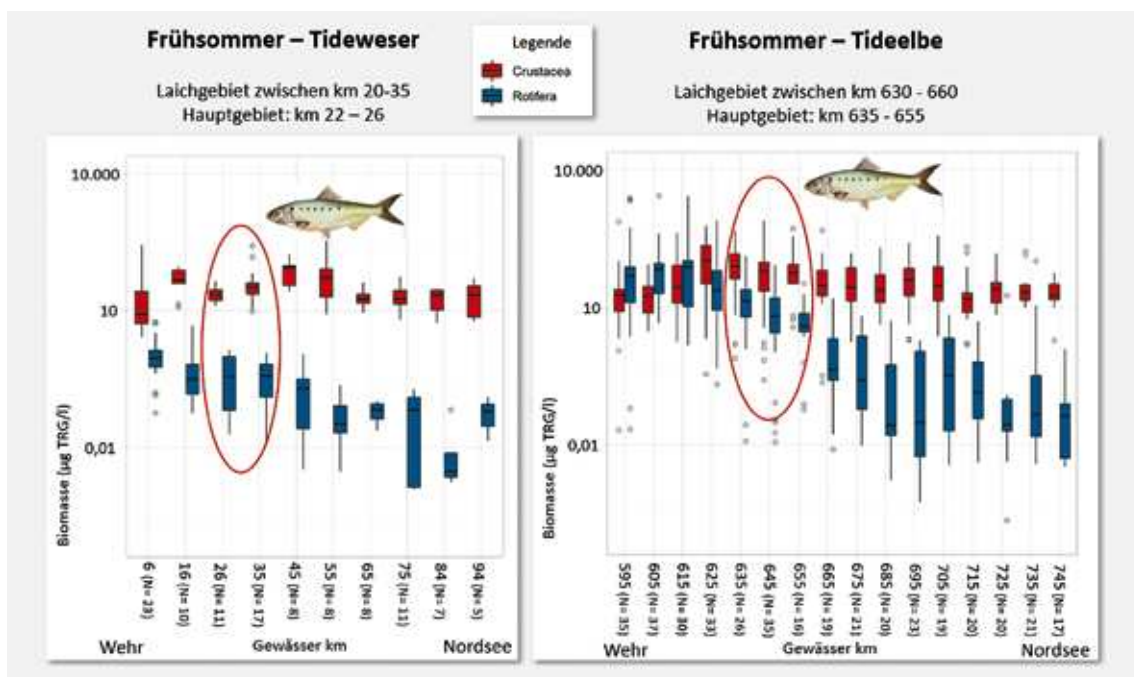 Frühsommer – Tideweser
Laichgebiet zwischen km 20-35
Hauptgebiet: km 22 – 26
Legende
Crustacea
Rotifera
Frühsommer – Tideelbe
Laichgebiet zwischen km 630 - 660
Hauptgebiet: km 635 - 655
Biomasse (µg TRG/l)
10.000
10
0,01
6 (N= 23)
16 (N= 10)
26 (N= 11)
35 (N= 17)
45 (N= 8)
55 (N= 8)
65 (N= 8)
75 (N= 11)
84 (N= 7)
94 (N= 5)
Wehr
Gewässer km
Nordsee
Biomasse (µg TRG/l)
10.000
10
0,01
595 (N= 35)
605 (N= 37)
615 (N= 30)
625 (N= 33)
635 (N= 26)
645 (N= 35)
655 (N= 16)
665 (N= 19)
675 (N= 21)
685 (N= 20)
695 (N= 23)
705 (N= 19)
715 (N= 20)
725 (N= 20)
735 (N= 21)
745 (N= 17)
Wehr
Gewässer km
Nordsee